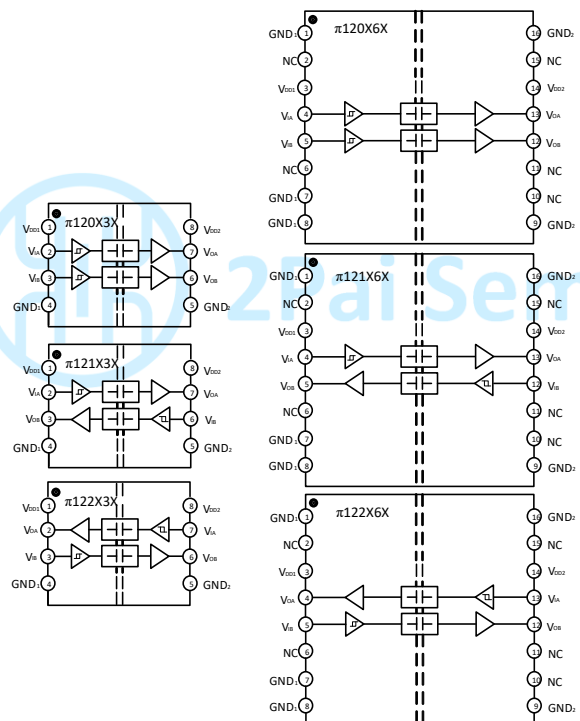 π120X3X
VDD1 1 8 VDD2
VIA 2 7 VOA
VIB 3 6 VOB
GND1 4 5 GND2
π121X3X
VDD1 1 8 VDD2
VIA 2 7 VOA
VOB 3 6 VIB
GND1 4 5 GND2
π122X3X
VDD1 1 8 VDD2
VOA 2 7 VIA
VIB 3 6 VOB
GND1 4 5 GND2
π120X6X
GND1 1 16 GND2
NC 2 15 NC
VDD1 3 14 VDD2
VIA 4 13 VOA
VIB 5 12 VOB
NC 6 11 NC
GND1 7 10 NC
GND1 8 9 GND2
π121X6X
GND1 1 16 GND2
NC 2 15 NC
VDD1 3 14 VDD2
VIA 4 13 VOA
VOB 5 12 VIB
NC 6 11 NC
GND1 7 10 NC
GND1 8 9 GND2
π122X6X
GND1 1 16 GND2
NC 2 15 NC
VDD1 3 14 VDD2
VOA 4 13 VIA
VIB 5 12 VOB
NC 6 11 NC
GND1 7 10 NC
GND1 8 9 GND2
2Pai Sem